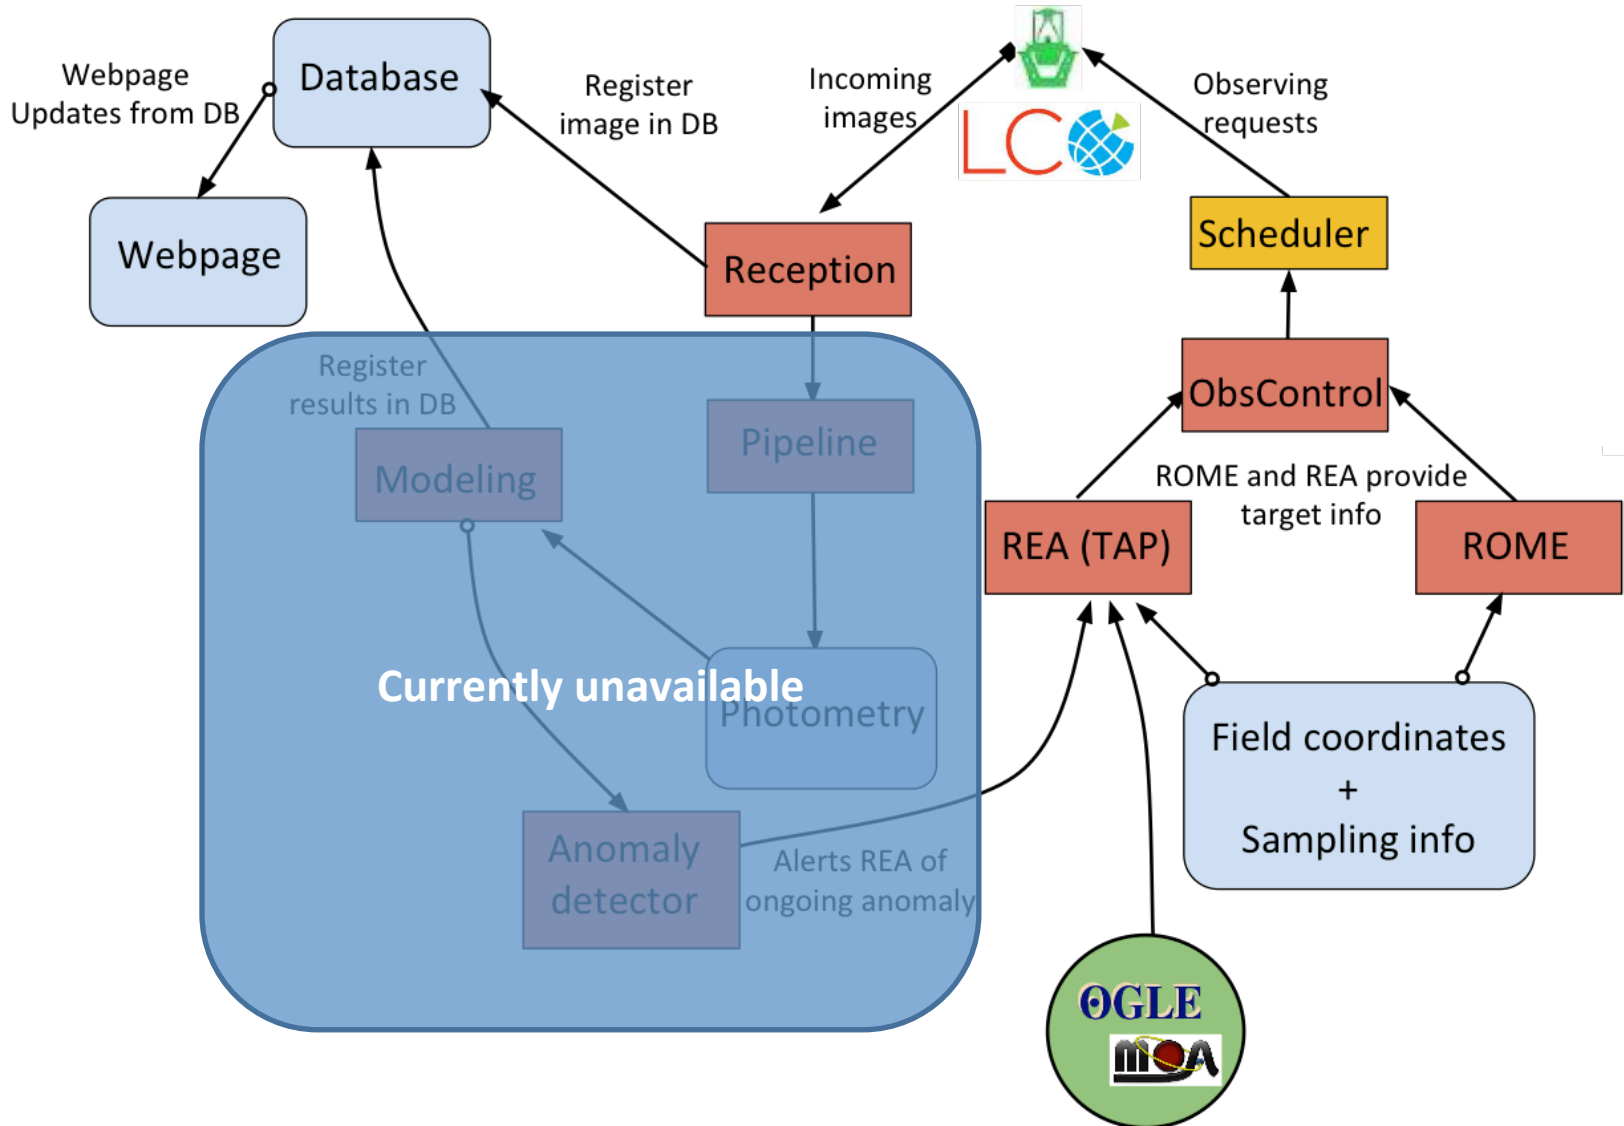 Webpage
Updates from DB
Database
Register
image in DB
Incoming
images
LCO
Observing
requests
Webpage
Reception
Scheduler
Register
results in DB
Modeling
Pipeline
ObsControl
ROME and REA provide
target info
REA (TAP)
ROME
Currently unavailable
Photometry
Field coordinates
+
Sampling info
Anomaly
detector
Alerts REA of
ongoing anomaly
OGLE
MOA